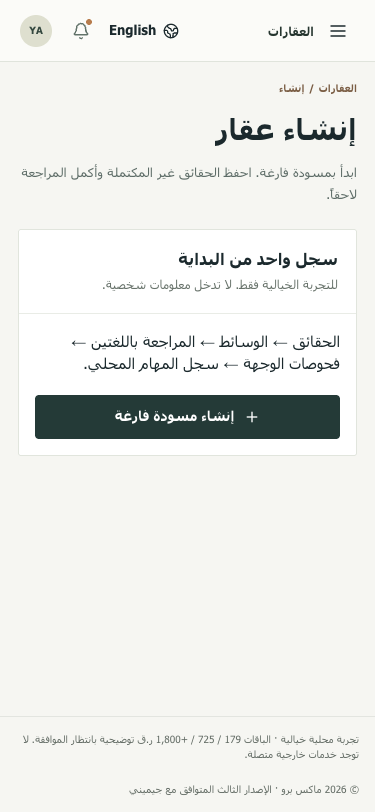 العقارات
English
YA
العقارات / إنشاء
إنشاء عقار
ابدأ بمسودة فارغة. احفظ الحقائق غير المكتملة وأكمل المراجعة
لاحقاً.
سجل واحد من البداية
للتجربة الخيالية فقط. لا تدخل معلومات شخصية.
الحقائق ← الوسائط ← المراجعة باللغتين ←
فحوصات الوجهة ← سجل المهام المحلي.
+ إنشاء مسودة فارغة
تجربة محلية خيالية · الباقات 179 / 725 / 1,800+ ر.ق توضيحية بانتظار الموافقة. لا
توجد خدمات خارجية متصلة.
© 2026 ماكس برو · الإصدار الثالث المتوافق مع جيميني